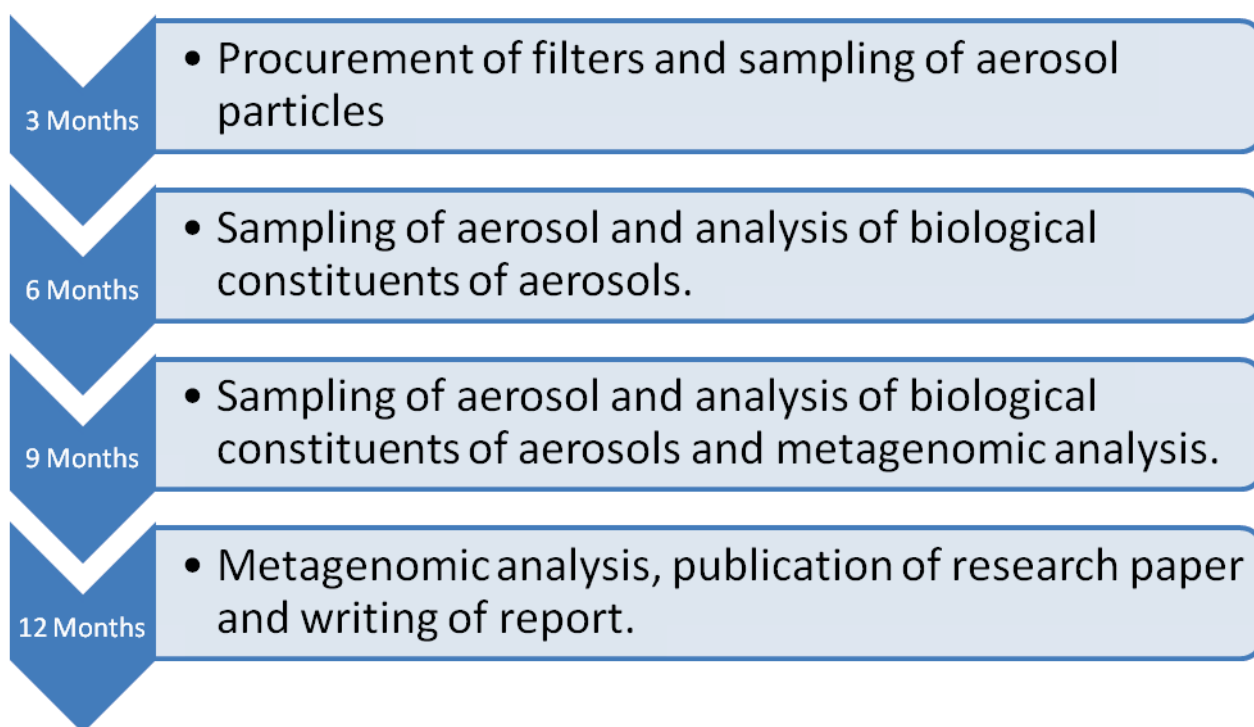 3 Months
• Procurement of filters and sampling of aerosol
particles
6 Months
• Sampling of aerosol and analysis of biological
constituents of aerosols.
9 Months
• Sampling of aerosol and analysis of biological
constituents of aerosols and metagenomic analysis.
12 Months
• Metagenomic analysis, publication of research paper
and writing of report.